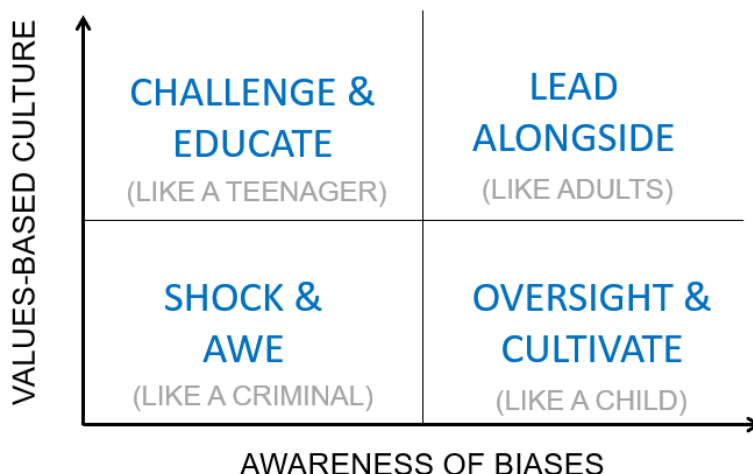 VALUES-BASED CULTURE
CHALLENGE &
EDUCATE
(LIKE A TEENAGER)
LEAD
ALONGSIDE
(LIKE ADULTS)
SHOCK &
AWE
(LIKE A CRIMINAL)
OVERSIGHT &
CULTIVATE
(LIKE A CHILD)
AWARENESS OF BIASES